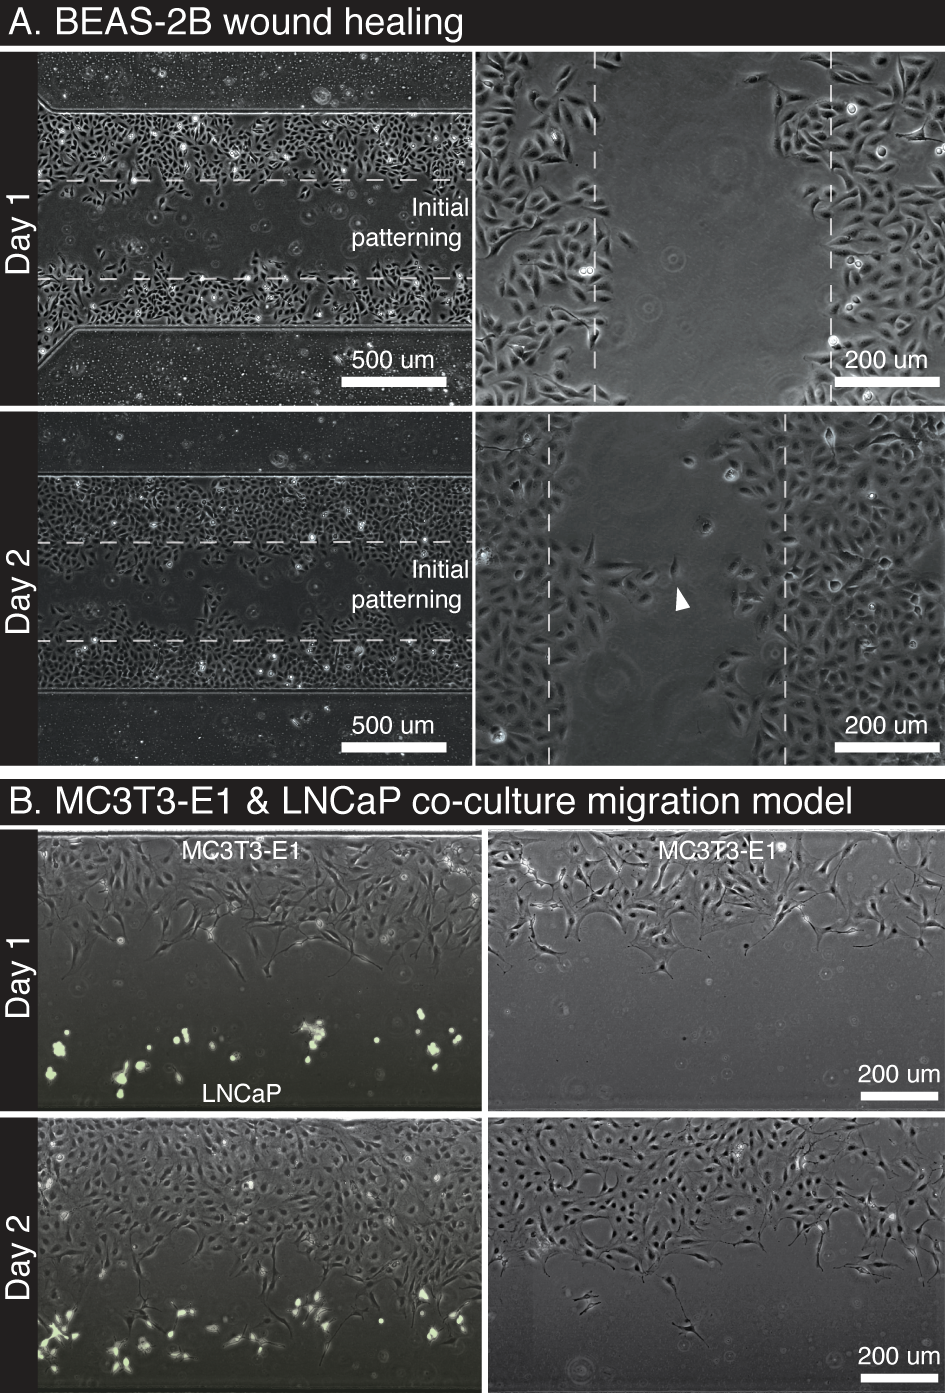 A. BEAS-2B wound healing
Day 1
Initial
patterning
500 um
200 um
Day 2
Initial
patterning
500 um
200 um
B. MC3T3-E1 & LNCaP co-culture migration model
Day 1
MC3T3-E1
LNCaP
MC3T3-E1
200 um
Day 2
200 um